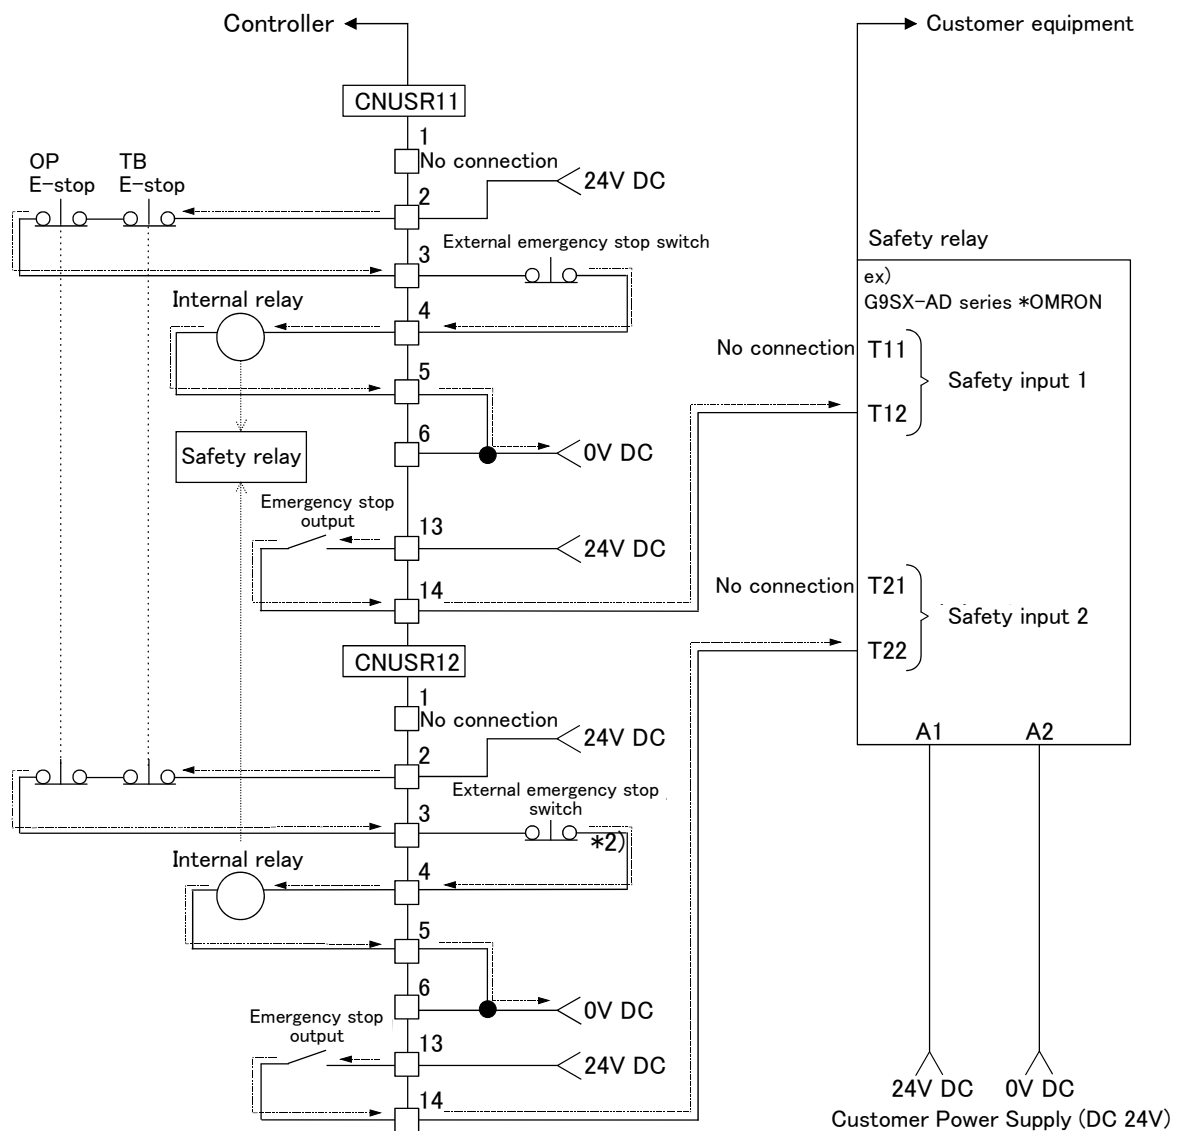 Controller
Customer equipment
CNUSR11
1
No connection
OP
E-stop
TB
E-stop
2
24V DC
3
External emergency stop switch
Internal relay
4
5
6
0V DC
Safety relay
Emergency stop
output
13
24V DC
14
Safety relay
ex)
G9SX-AD series *OMRON
No connection
T11
Safety input 1
T12
No connection
T21
Safety input 2
T22
A1
A2
CNUSR12
1
No connection
2
24V DC
3
External emergency stop
switch
*2)
Internal relay
4
5
6
0V DC
Emergency stop
output
13
24V DC
14
24V DC
0V DC
Customer Power Supply (DC 24V)